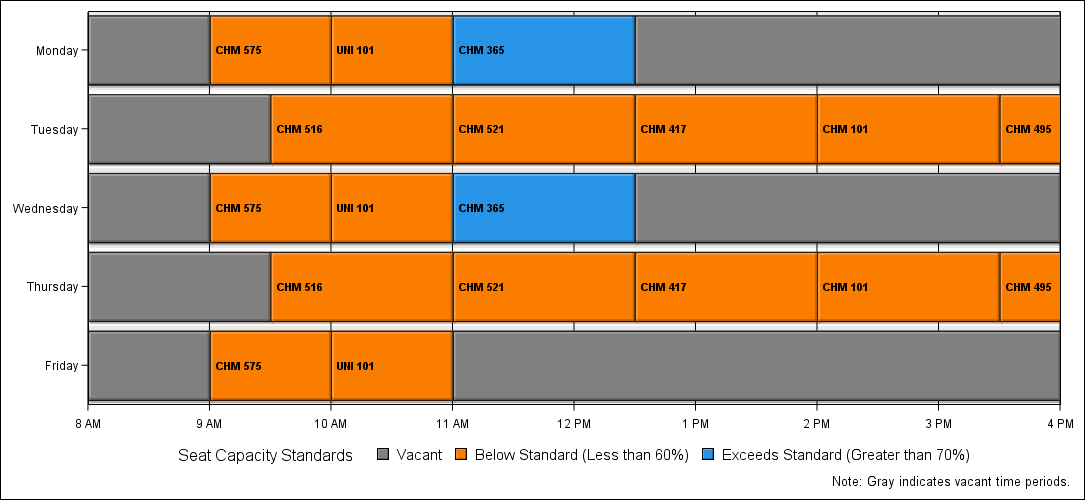 Monday CHM 575 UNI 101 CHM 365
Tuesday CHM 516 CHM 521 CHM 417 CHM 101 CHM 495
Wednesday CHM 575 UNI 101 CHM 365
Thursday CHM 516 CHM 521 CHM 417 CHM 101 CHM 495
Friday CHM 575 UNI 101
8 AM 9 AM 10 AM 11 AM 12 PM 1 PM 2 PM 3 PM 4 PM
Seat Capacity Standards Vacant Below Standard (Less than 60%) Exceeds Standard (Greater than 70%)
Note: Gray indicates vacant time periods.